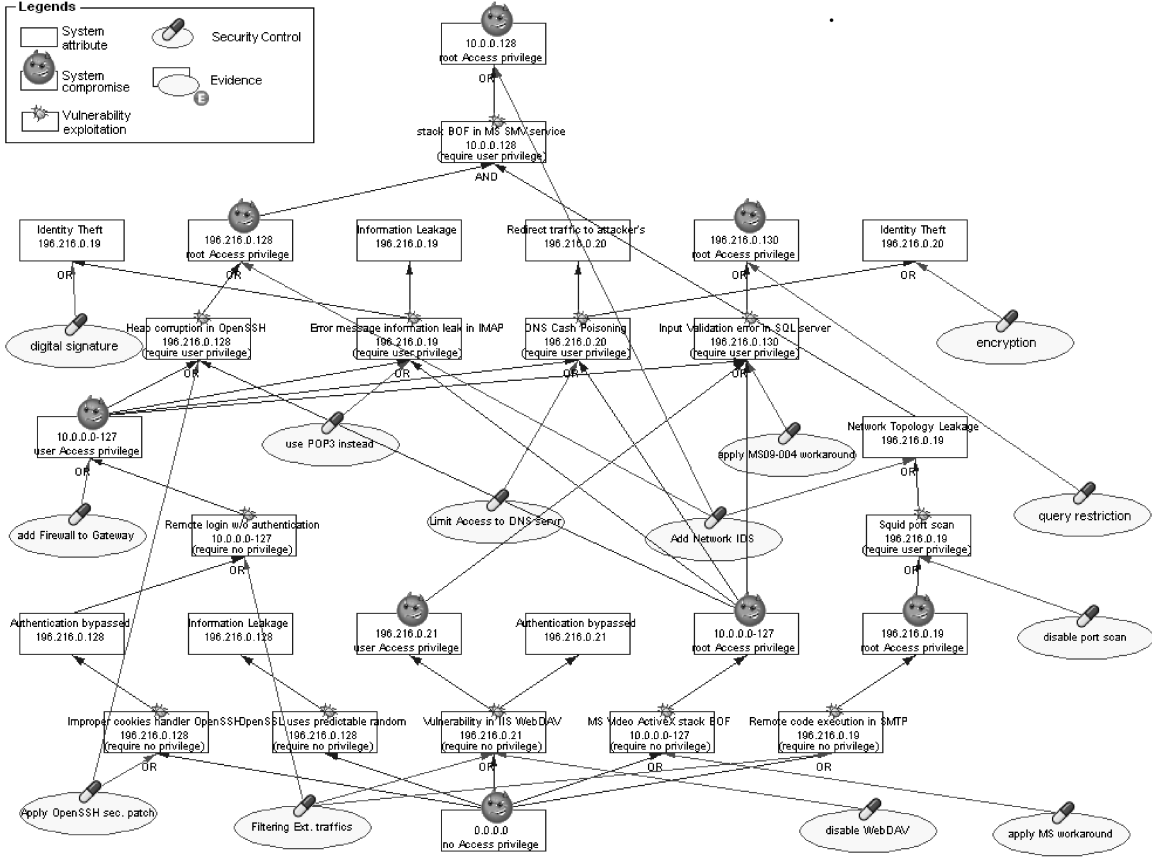 Legends
System
attribute
Security Control
System
compromise
Evidence
E
Vulnerability
exploitation
10.0.0.128
root Access privilege
OR
stack BOF in MS SMV service
10.0.0.128
(require user privilege)
AND
Identity Theft
196.216.0.19
OR
196.216.0.128
root Access privilege
OR
Information Leakage
196.216.0.19
Redirect traffic to attacker's
196.216.0.20
196.216.0.130
root Access privilege
OR
Identity Theft
196.216.0.20
OR
digital signature
Heap corruption in OpenSSH
196.216.0.128
(require user privilege)
OR
Error message information leak in IMAP
196.216.0.19
(require user privilege)
OR
DNS Cash Poisoning
196.216.0.20
(require user privilege)
OR
Input Validation error in SQL server
196.216.0.130
(require user privilege)
OR
encryption
10.0.0.0-127
user Access privilege
OR
use POP3 instead
apply MS09-004 workaround
Network Topology Leakage
196.216.0.19
OR
add Firewall to Gateway
Remote login w/o authentication
10.0.0.0-127
(require no privilege)
OR
Limit Access to DNS servr
Add Network IDS
Squid port scan
196.216.0.19
(require user privilege)
OR
query restriction
Authentication bypassed
196.216.0.128
Information Leakage
196.216.0.128
196.216.0.21
user Access privilege
Authentication bypassed
196.216.0.21
10.0.0.0-127
root Access privilege
196.216.0.19
root Access privilege
disable port scan
Improper cookies handler OpenSSH
196.216.0.128
(require no privilege)
OR
OpenSSL uses predictable random
196.216.0.128
(require no privilege)
Vulnerability in IIS WebDAV
196.216.0.21
(require no privilege)
OR
MS Video ActiveX stack BOF
10.0.0.0-127
(require no privilege)
OR
Remote code execution in SMTP
196.216.0.19
(require no privilege)
OR
Apply OpenSSH sec. patch
Filtering Ext. traffics
0.0.0.0
no Access privilege
disable WebDAV
apply MS workaround